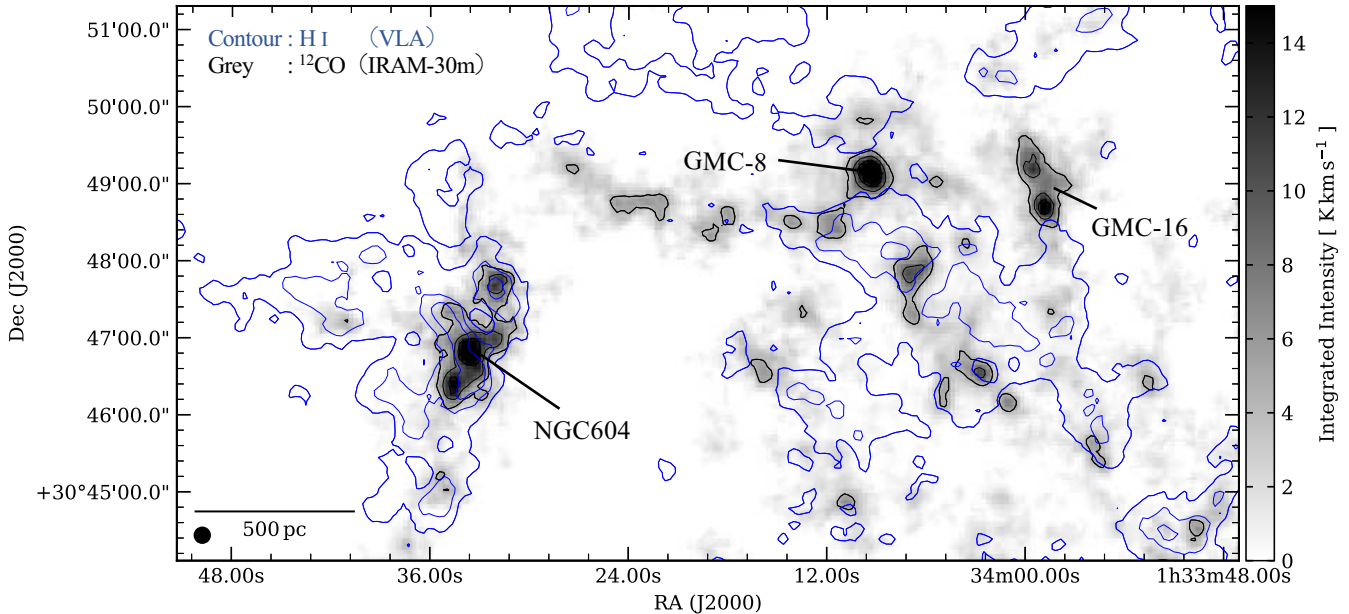 Contour : H I （VLA）
Grey : ¹²CO（IRAM-30m）
51'00.0"
50'00.0"
49'00.0"
48'00.0"
47'00.0"
46'00.0"
+30°45'00.0"
Dec (J2000)
GMC-8
GMC-16
NGC604
500 pc
48.00s
36.00s
24.00s
12.00s
34m00.00s
1h33m48.00s
RA (J2000)
14
12
10
8
6
4
2
0
Integrated Intensity [ Kkm s⁻¹ ]